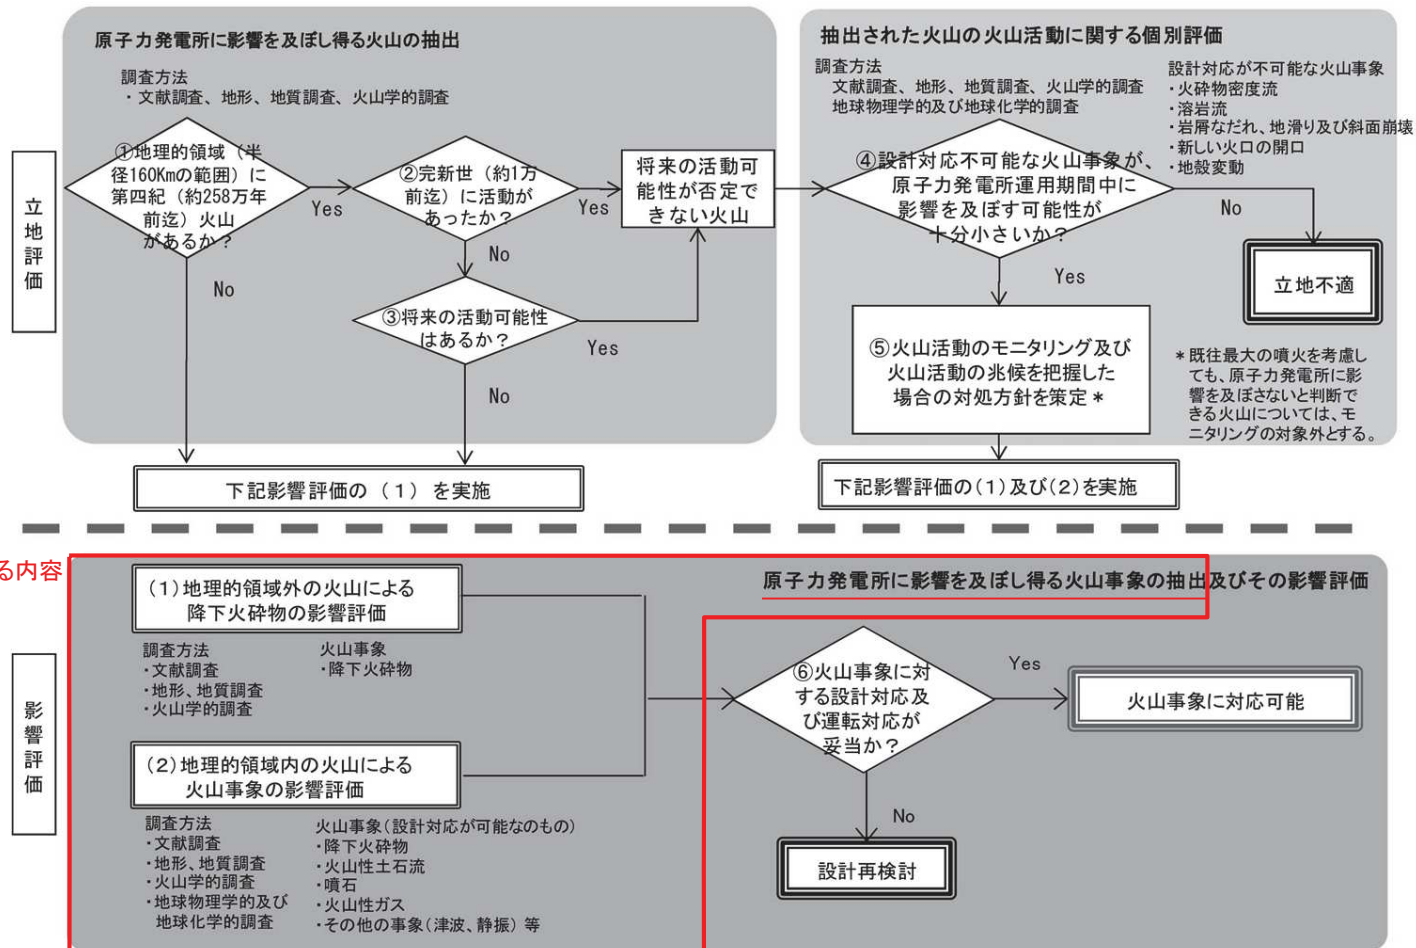 原子力発電所に影響を及ぼし得る火山の抽出
調査方法
・文献調査、地形、地質調査、火山学的調査
立地評価
①地理的領域（半
径160Kmの範囲）に
第四紀（約258万年
前迄）火山
があるか？
Yes
No
②完新世（約1万
前迄）に活動が
あったか？
Yes
No
③将来の活動可能性
はあるか？
Yes
No
将来の活動可
能性が否定で
きない火山
下記影響評価の（1）を実施
抽出された火山の火山活動に関する個別評価
調査方法
文献調査、地形、地質調査、火山学的調査
地球物理学的及び地球化学的調査
設計対応が不可能な火山事象
・火砕物密度流
・溶岩流
・岩屑なだれ、地滑り及び斜面崩壊
・新しい火口の開口
・地殻変動
④設計対応不可能な火山事象が、
原子力発電所運用期間中に
影響を及ぼす可能性が
十分小さいか？
No
Yes
立地不適
⑤火山活動のモニタリング及び
火山活動の兆候を把握した
場合の対処方針を策定＊
＊既往最大の噴火を考慮し
ても、原子力発電所に影
響を及ぼさないと判断で
きる火山については、モ
ニタリングの対象外とする。
下記影響評価の(1)及び(2)を実施
る内容
影響評価
原子力発電所に影響を及ぼし得る火山事象の抽出及びその影響評価
(1)地理的領域外の火山による
降下火砕物の影響評価
調査方法
・文献調査
・地形、地質調査
・火山学的調査
火山事象
・降下火砕物
(2)地理的領域内の火山による
火山事象の影響評価
調査方法
・文献調査
・地形、地質調査
・火山学的調査
・地球物理学的及び
地球化学的調査
火山事象(設計対応が可能なのもの)
・降下火砕物
・火山性土石流
・噴石
・火山性ガス
・その他の事象(津波、静振)等
⑥火山事象に対
する設計対応及
び運転対応が
妥当か？
Yes
No
火山事象に対応可能
設計再検討